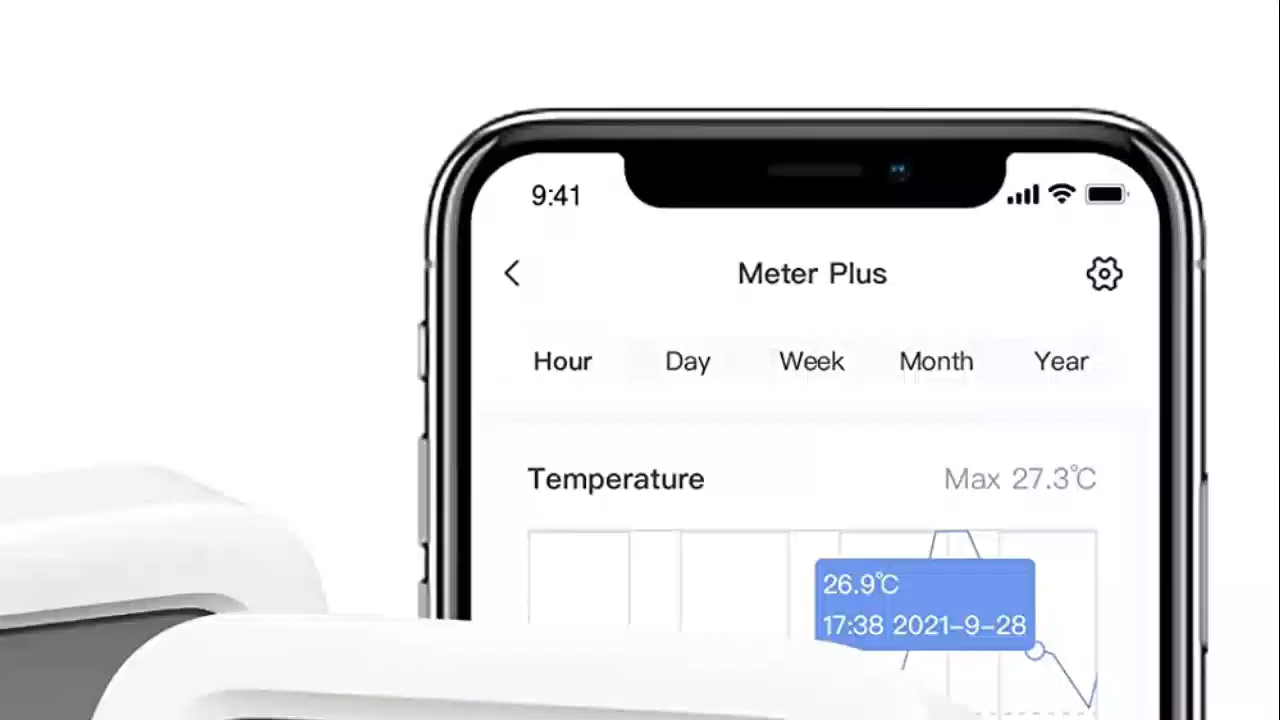 9:41
Meter Plus
Hour Day Week Month Year
Temperature Max 27.3℃
26.9℃
17:38 2021-9-28